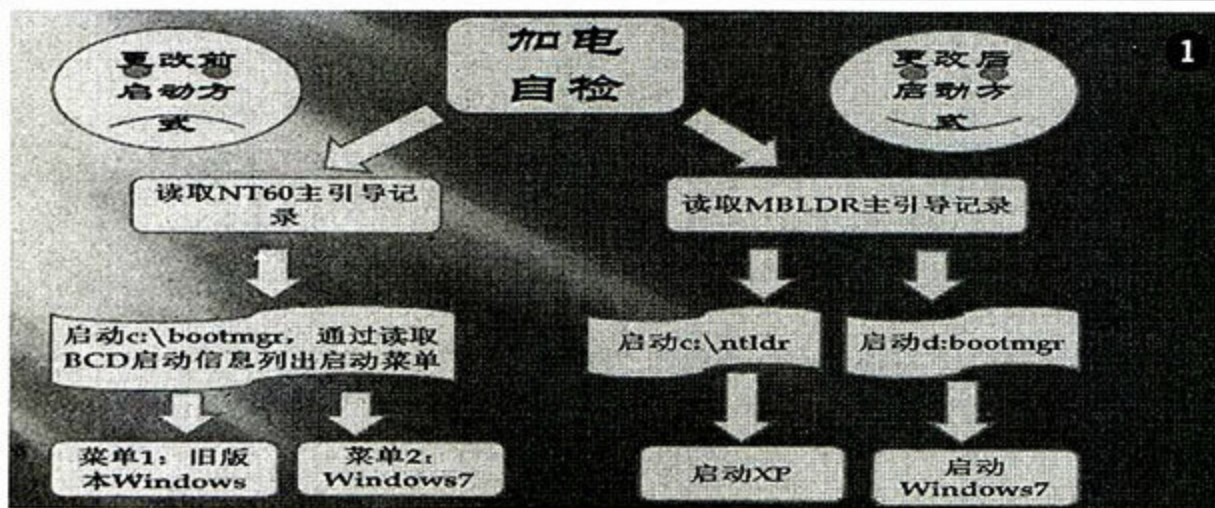 更改前
启动方
式
加电
自检
更改后
启动方
式
1
读取NT60主引导记
录
读取MBLDR主引导记录
启动c:\bootmgr，通过读取
BCD启动信息列出启动菜单
启动c:\ntldr
启动d:bootmgr
菜单1：旧版
本Windows
菜单2：
Windows7
启动XP
启动
Windows7